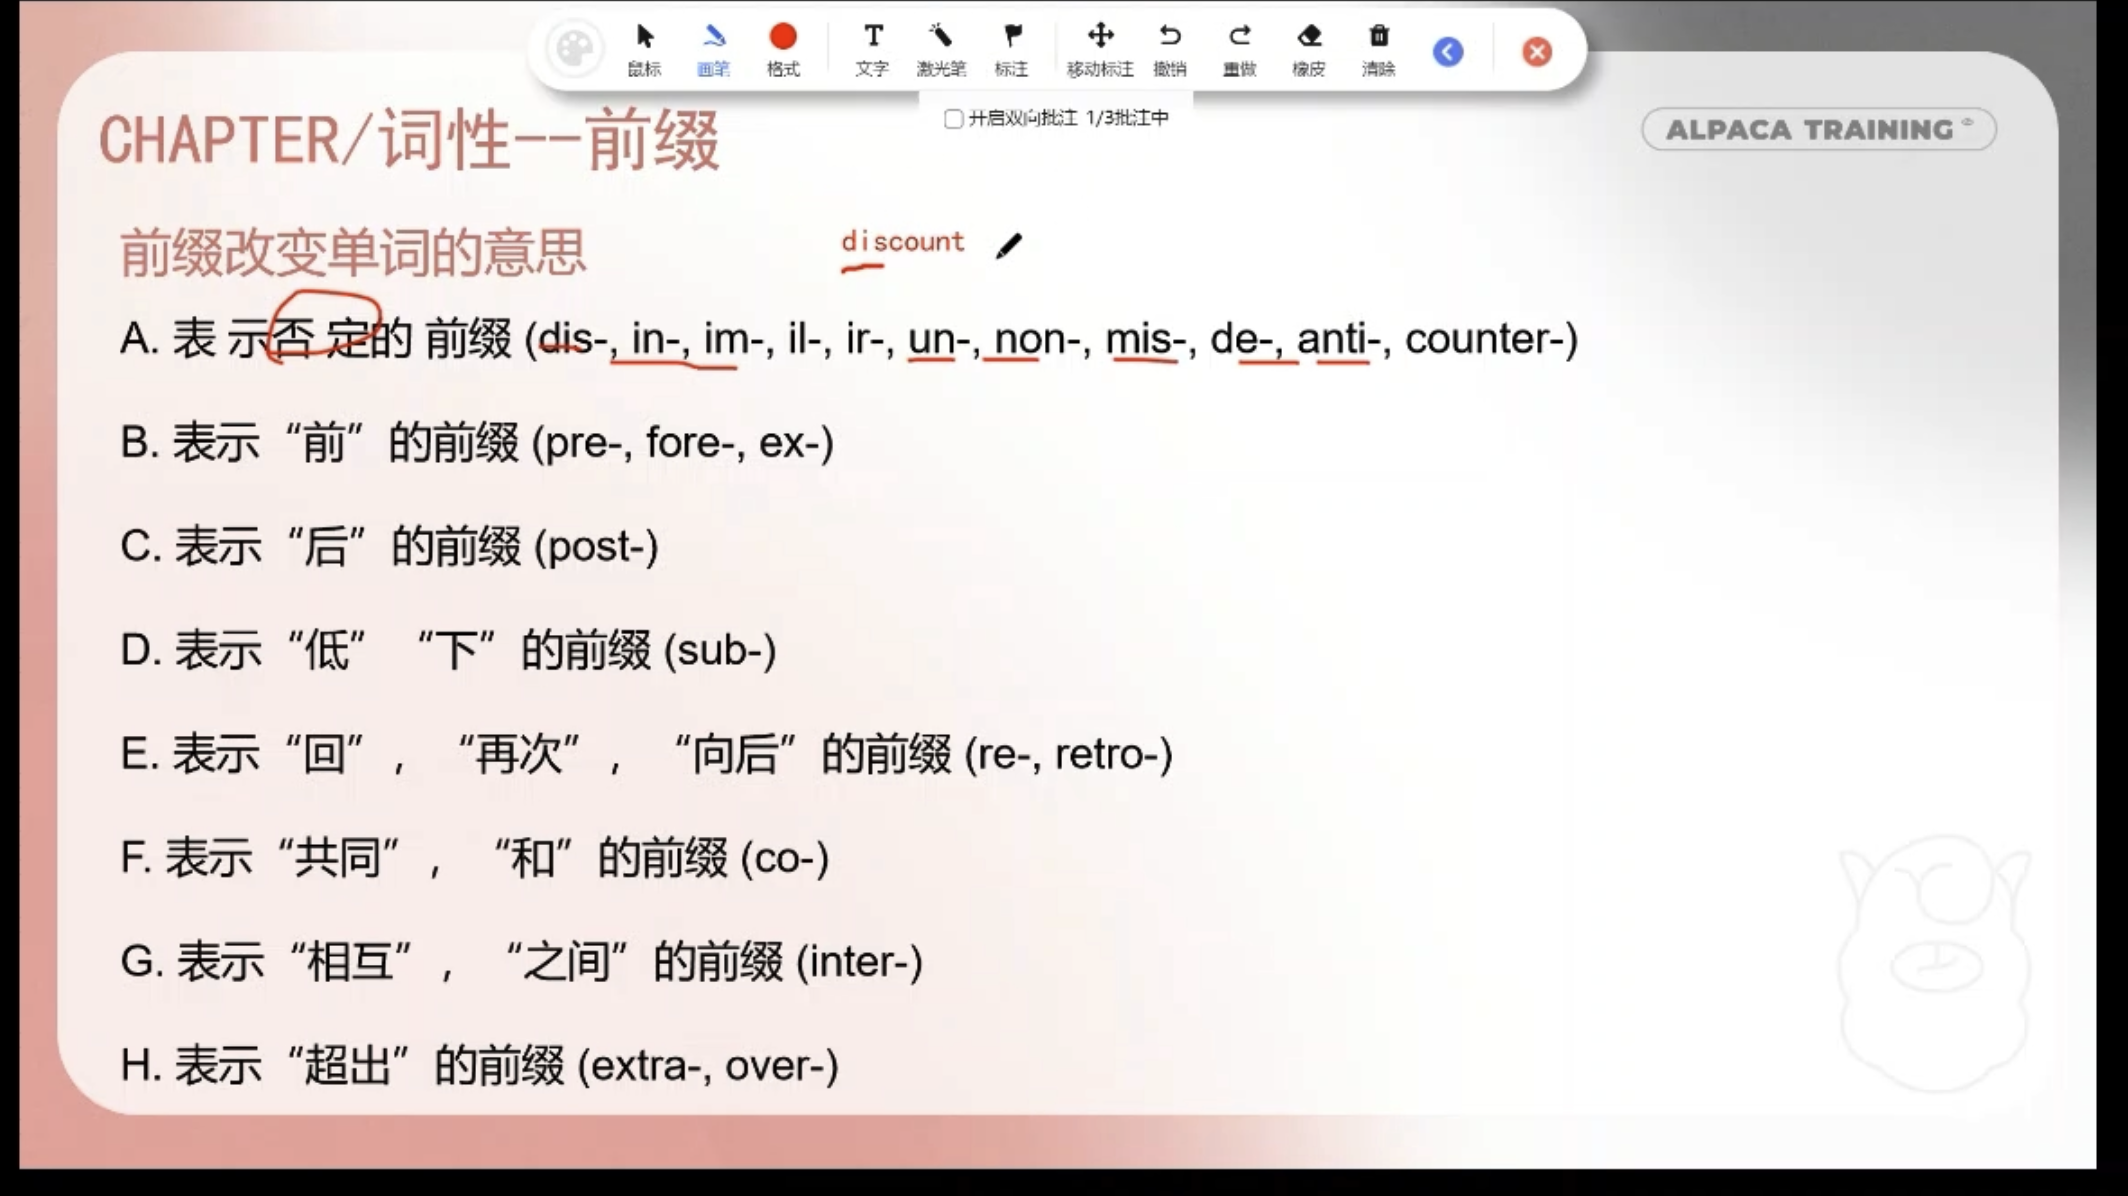 鼠标 画笔 格式 文字 激光笔 标注 移动标注 撤销 重做 橡皮 清除
开启双向批注 1/3批注中
CHAPTER/词性--前缀
ALPACA TRAINING
前缀改变单词的意思
discount
A. 表 示否 定的 前缀 (dis-, in-, im-, il-, ir-, un-, non-, mis-, de-, anti-, counter-)
B. 表示“前”的前缀 (pre-, fore-, ex-)
C. 表示“后”的前缀 (post-)
D. 表示“低”“下”的前缀 (sub-)
E. 表示“回”,“再次”,“向后”的前缀 (re-, retro-)
F. 表示“共同”,“和”的前缀 (co-)
G. 表示“相互”,“之间”的前缀 (inter-)
H. 表示“超出”的前缀 (extra-, over-)